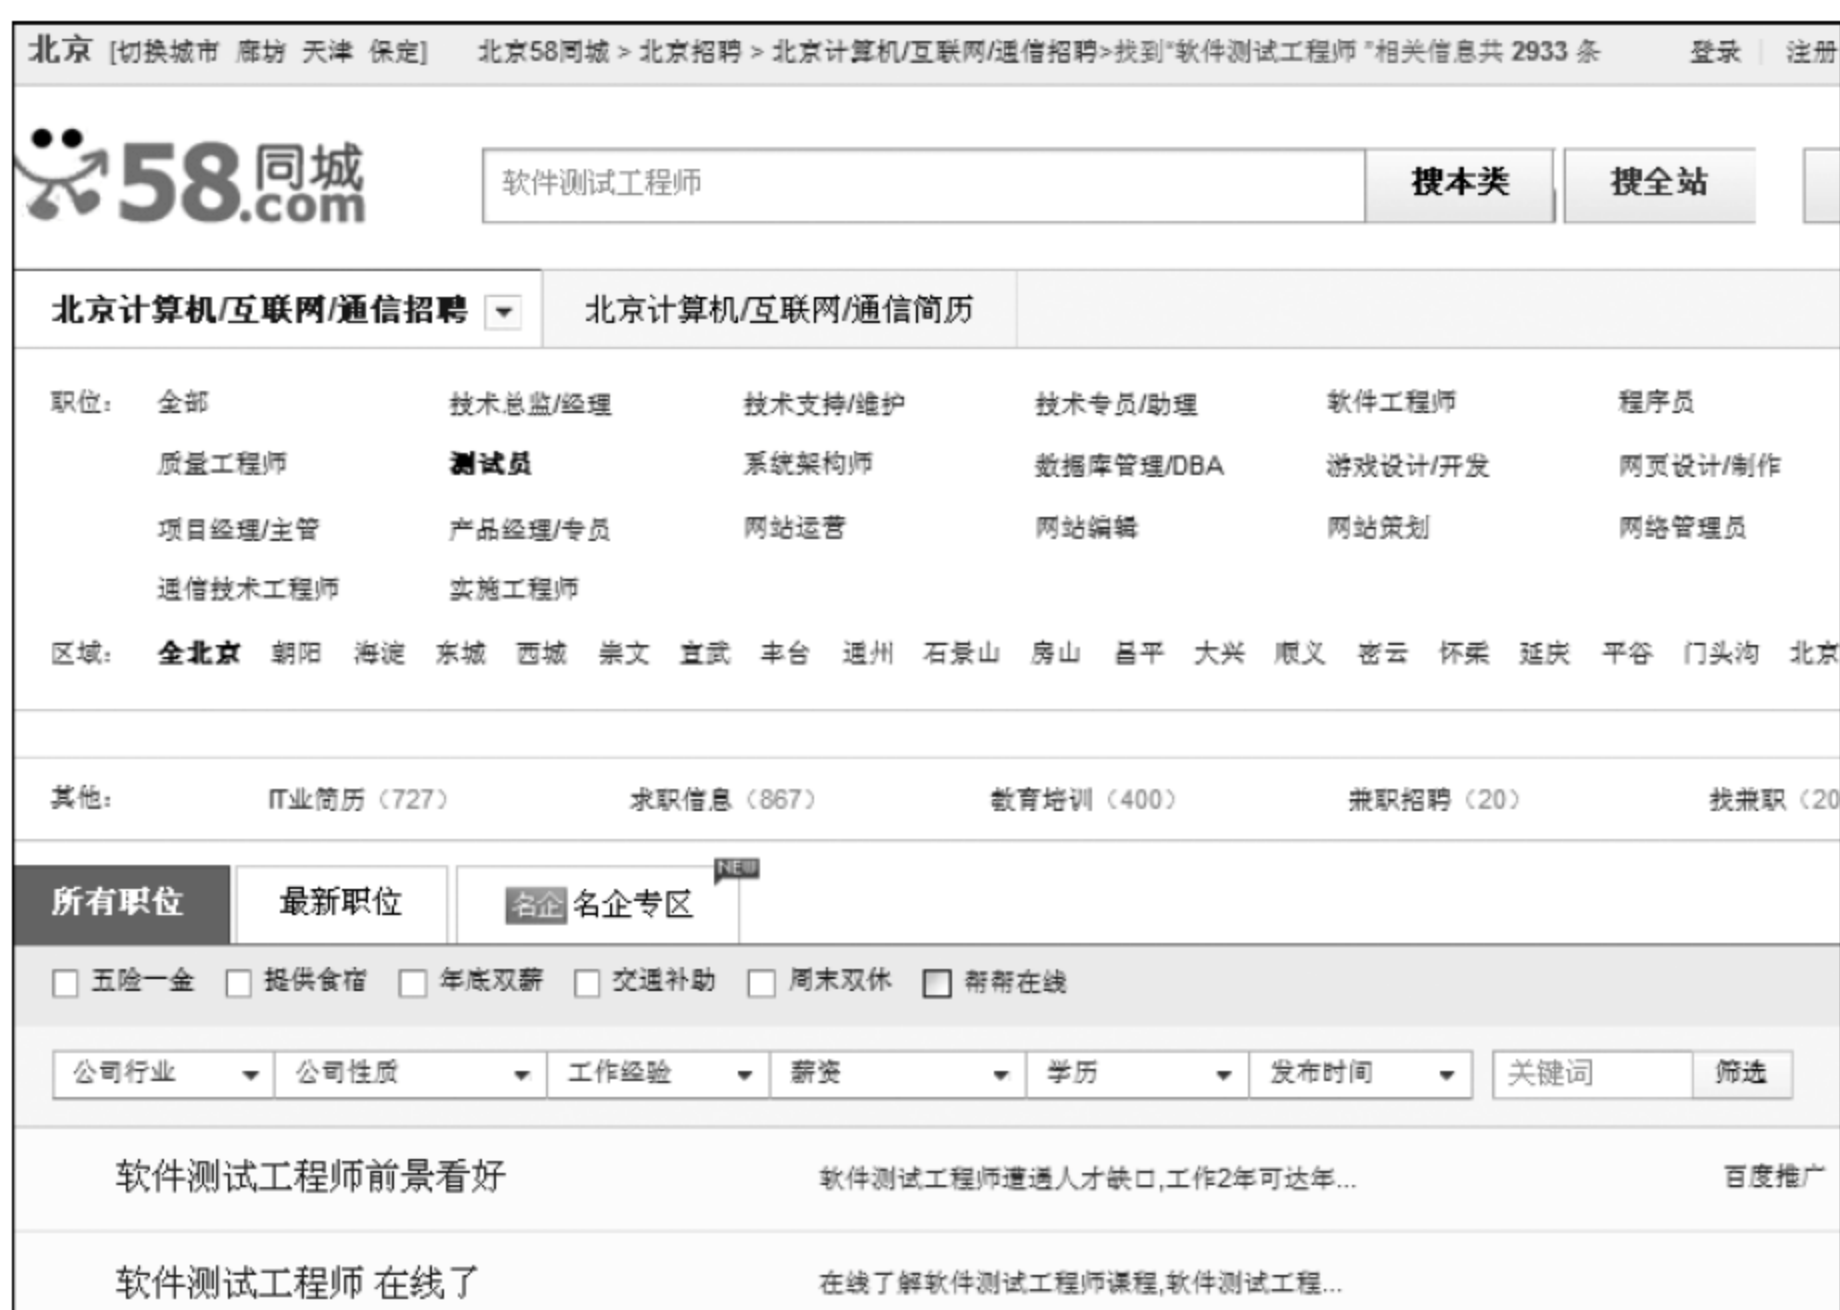 北京 [切换城市 廊坊 天津 保定] 北京58同城 > 北京招聘 > 北京计算机/互联网/通信招聘>找到“软件测试工程师 ”相关信息共 2933 条 登录 注册
58同城.com 软件测试工程师 搜本类 搜全站
北京计算机/互联网/通信招聘 北京计算机/互联网/通信简历
职位: 全部 技术总监/经理 技术支持/维护 技术专员/助理 软件工程师 程序员
质量工程师 测试员 系统架构师 数据库管理/DBA 游戏设计/开发 网页设计/制作
项目经理/主管 产品经理/专员 网站运营 网站编辑 网站策划 网络管理员
通信技术工程师 实施工程师
区域: 全北京 朝阳 海淀 东城 西城 崇文 宣武 丰台 通州 石景山 房山 昌平 大兴 顺义 密云 怀柔 延庆 平谷 门头沟 北京
其他: IT业简历（727） 求职信息（867） 教育培训（400） 兼职招聘（20） 找兼职（20
所有职位 最新职位 名企 名企专区 NEW
五险一金 提供食宿 年底双薪 交通补助 周末双休 帮帮在线
公司行业 公司性质 工作经验 薪资 学历 发布时间 关键词 筛选
软件测试工程师前景看好 软件测试工程师遭遇人才缺口,工作2年可达年... 百度推广
软件测试工程师 在线了 在线了解软件测试工程师课程,软件测试工程...